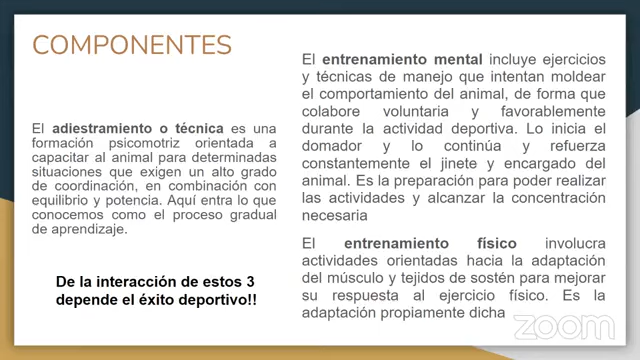 COMPONENTES
El adiestramiento o técnica es una
formación psicomotriz orientada a
capacitar al animal para determinadas
situaciones que exigen un alto grado
de coordinación, en combinación con
equilibrio y potencia. Aquí entra lo que
conocemos como el proceso gradual
de aprendizaje.
De la interacción de estos 3
depende el éxito deportivo!!
El entrenamiento mental incluye ejercicios
y técnicas de manejo que intentan moldear
el comportamiento del animal, de forma que
colabore voluntaria y favorablemente
durante la actividad deportiva. Lo inicia el
domador y lo continúa y refuerza
constantemente el jinete y encargado del
animal. Es la preparación para poder realizar
las actividades y alcanzar la concentración
necesaria
El entrenamiento físico involucra
actividades orientadas hacia la adaptación
del músculo y tejidos de sostén para mejorar
su respuesta al ejercicio físico. Es la
adaptación propiamente dicha
zoom